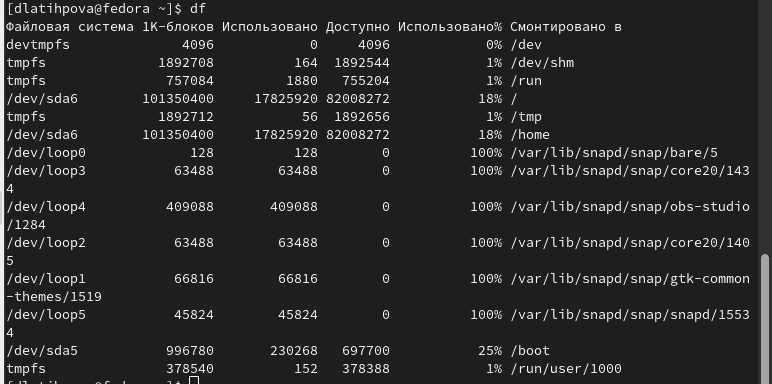 [dlatihpova@fedora ~]$ df
Файловая система 1K-блоков Использовано Доступно Использовано% Смонтировано в
devtmpfs 4096 0 4096 0% /dev
tmpfs 1892708 164 1892544 1% /dev/shm
tmpfs 757084 1880 755204 1% /run
/dev/sda6 101350400 17825920 82008272 18% /
tmpfs 1892712 56 1892656 1% /tmp
/dev/sda6 101350400 17825920 82008272 18% /home
/dev/loop0 128 128 0 100% /var/lib/snapd/snap/bare/5
/dev/loop3 63488 63488 0 100% /var/lib/snapd/snap/core20/143
4
/dev/loop4 409088 409088 0 100% /var/lib/snapd/snap/obs-studio
/1284
/dev/loop2 63488 63488 0 100% /var/lib/snapd/snap/core20/140
5
/dev/loop1 66816 66816 0 100% /var/lib/snapd/snap/gtk-common
-themes/1519
/dev/loop5 45824 45824 0 100% /var/lib/snapd/snap/snapd/1553
4
/dev/sda5 996780 230268 697700 25% /boot
tmpfs 378540 152 378388 1% /run/user/1000
[dlatihpova@fedora ~]$